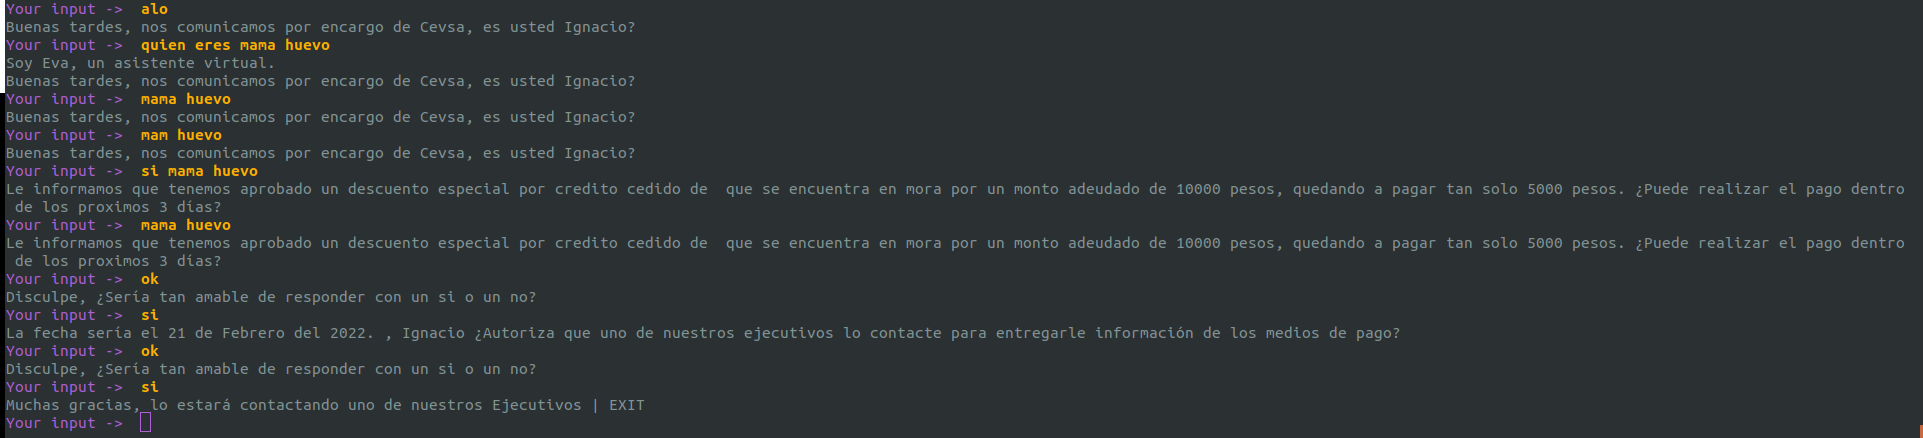 Your input ->  alo
Buenas tardes, nos comunicamos por encargo de Cevsa, es usted Ignacio?
Your input ->  quien eres mama huevo
Soy Eva, un asistente virtual.
Buenas tardes, nos comunicamos por encargo de Cevsa, es usted Ignacio?
Your input ->  mama huevo
Buenas tardes, nos comunicamos por encargo de Cevsa, es usted Ignacio?
Your input ->  mam huevo
Buenas tardes, nos comunicamos por encargo de Cevsa, es usted Ignacio?
Your input ->  si mama huevo
Le informamos que tenemos aprobado un descuento especial por credito cedido de  que se encuentra en mora por un monto adeudado de 10000 pesos, quedando a pagar tan solo 5000 pesos. ¿Puede realizar el pago dentro
de los proximos 3 días?
Your input ->  mama huevo
Le informamos que tenemos aprobado un descuento especial por credito cedido de  que se encuentra en mora por un monto adeudado de 10000 pesos, quedando a pagar tan solo 5000 pesos. ¿Puede realizar el pago dentro
de los proximos 3 días?
Your input ->  ok
Disculpe, ¿Sería tan amable de responder con un si o un no?
Your input ->  si
La fecha sería el 21 de Febrero del 2022. , Ignacio ¿Autoriza que uno de nuestros ejecutivos lo contacte para entregarle información de los medios de pago?
Your input ->  ok
Disculpe, ¿Sería tan amable de responder con un si o un no?
Your input ->  si
Muchas gracias, lo estará contactando uno de nuestros Ejecutivos | EXIT
Your input ->